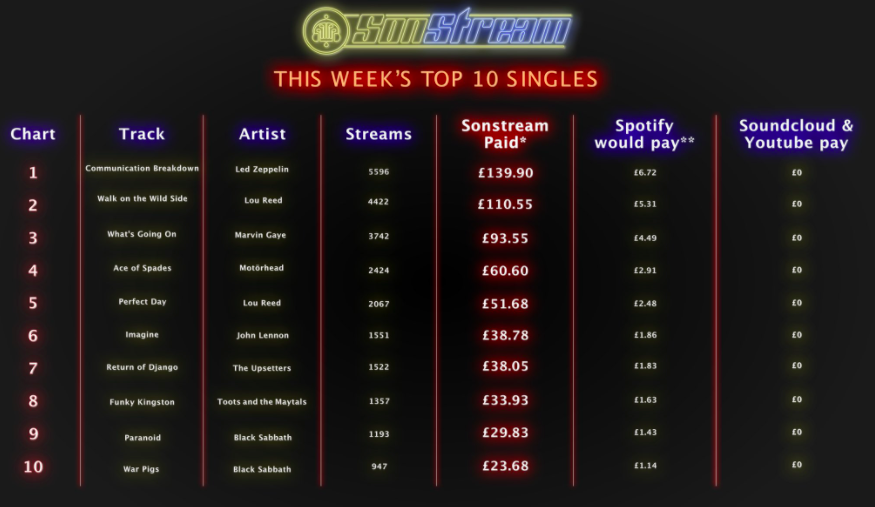 SonStream
THIS WEEK'S TOP 10 SINGLES
Chart Track Artist Streams Sonstream Paid* Spotify would pay** Soundcloud & Youtube pay
1 Communication Breakdown Led Zeppelin 5596 £139.90 £6.72 £0
2 Walk on the Wild Side Lou Reed 4422 £110.55 £5.31 £0
3 What's Going On Marvin Gaye 3742 £93.55 £4.49 £0
4 Ace of Spades Motörhead 2424 £60.60 £2.91 £0
5 Perfect Day Lou Reed 2067 £51.68 £2.48 £0
6 Imagine John Lennon 1551 £38.78 £1.86 £0
7 Return of Django The Upsetters 1522 £38.05 £1.83 £0
8 Funky Kingston Toots and the Maytals 1357 £33.93 £1.63 £0
9 Paranoid Black Sabbath 1193 £29.83 £1.43 £0
10 War Pigs Black Sabbath 947 £23.68 £1.14 £0